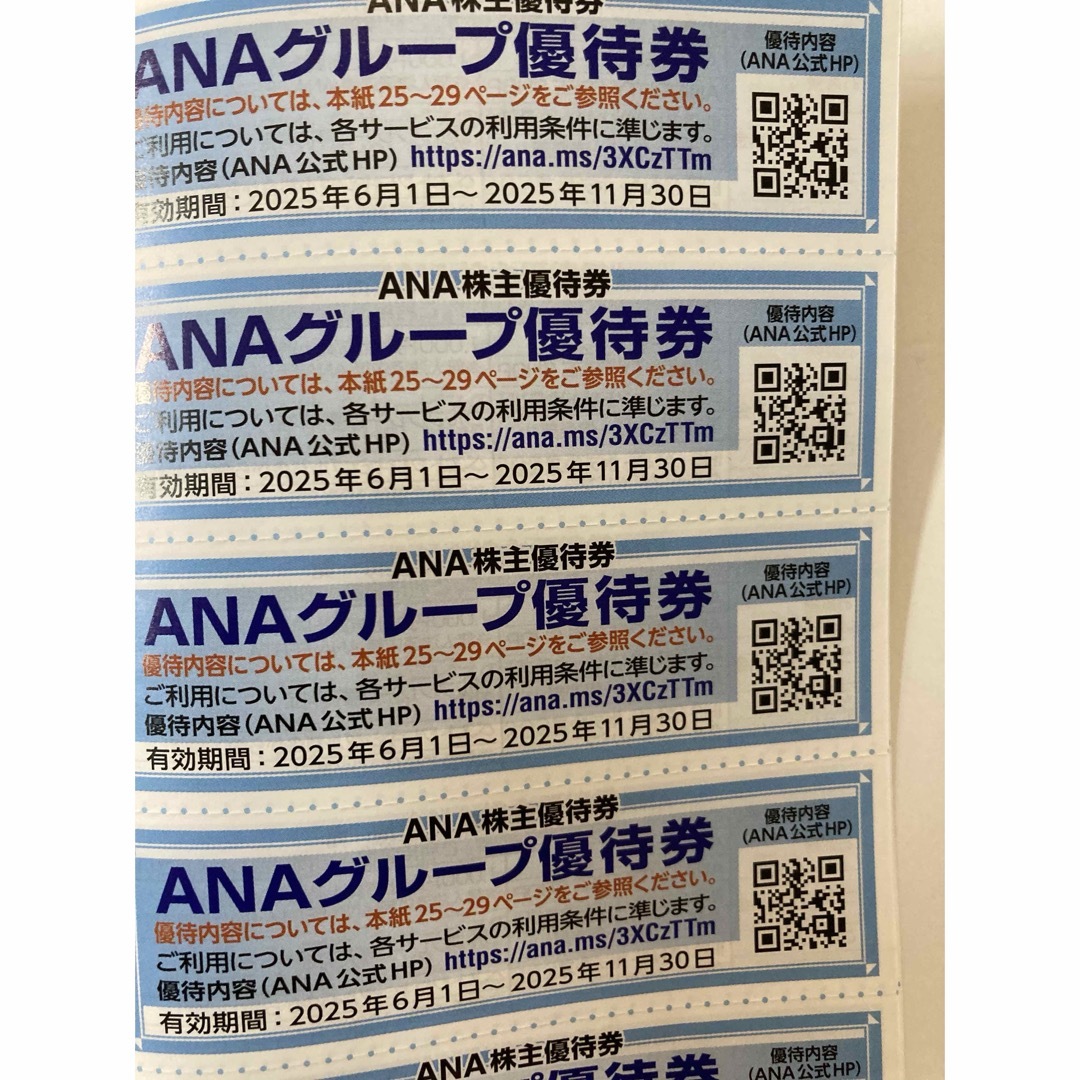 ANA株主優待券
ANAグループ優待券
優待内容については、本紙25～29ページをご参照ください。
ご利用については、各サービスの利用条件に準じます。
優待内容(ANA公式HP) https://ana.ms/3XCzTTm
有効期間：2025年6月1日～2025年11月30日
優待内容
(ANA公式HP)
ANA株主優待券
ANAグループ優待券
優待内容については、本紙25～29ページをご参照ください。
ご利用については、各サービスの利用条件に準じます。
優待内容(ANA公式HP) https://ana.ms/3XCzTTm
有効期間：2025年6月1日～2025年11月30日
優待内容
(ANA公式HP)
ANA株主優待券
ANAグループ優待券
優待内容については、本紙25～29ページをご参照ください。
ご利用については、各サービスの利用条件に準じます。
優待内容(ANA公式HP) https://ana.ms/3XCzTTm
有効期間：2025年6月1日～2025年11月30日
優待内容
(ANA公式HP)
ANA株主優待券
ANAグループ優待券
優待内容については、本紙25～29ページをご参照ください。
ご利用については、各サービスの利用条件に準じます。
優待内容(ANA公式HP) https://ana.ms/3XCzTTm
有効期間：2025年6月1日～2025年11月30日
優待内容
(ANA公式HP)
ANA株主優待券
ANAグループ優待券
優待内容
(ANA公式HP)